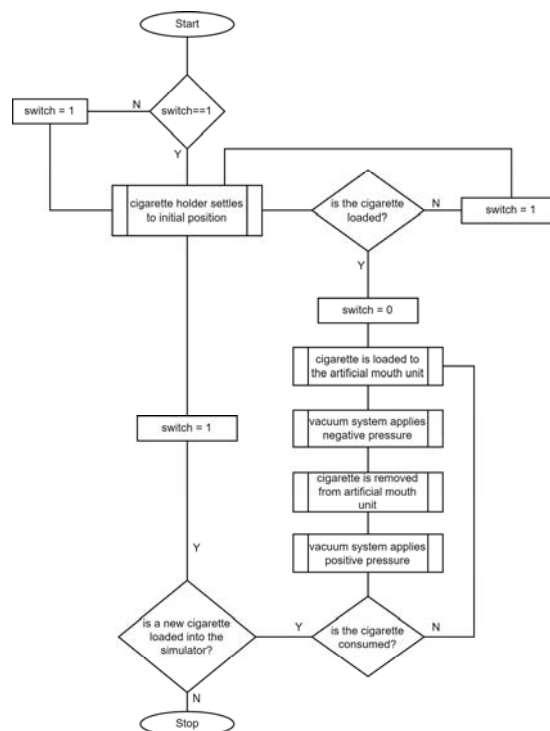 Start
switch==1
N
switch = 1
Y
cigarette holder settles
to initial position
is the cigarette
loaded?
N
switch = 1
Y
switch = 0
cigarette is loaded to
the artificial mouth unit
switch = 1
vacuum system applies
negative pressure
cigarette is removed
from artificial mouth
unit
vacuum system applies
positive pressure
Y
is a new cigarette
loaded into the
simulator?
Y
is the cigarette
consumed?
N
N
Stop